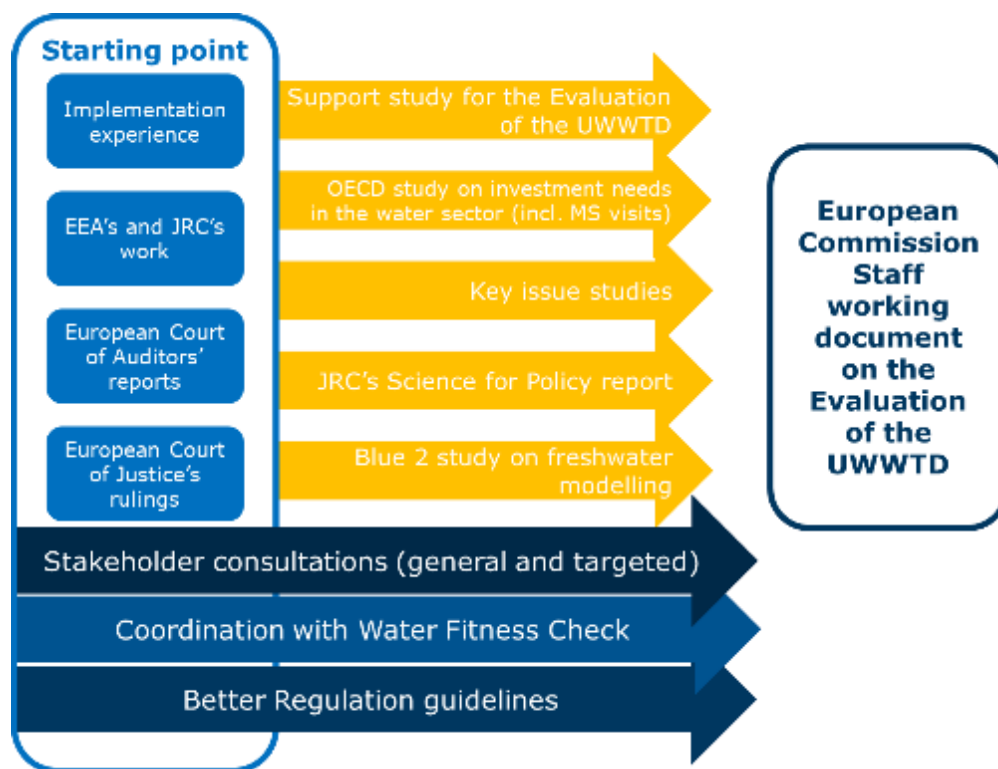 Starting point
Implementation
experience
EEA's and JRC's
work
European Court
of Auditors'
reports
European Court
of Justice's
rulings
Support study for the Evaluation
of the UWWTD
OECD study on investment needs
in the water sector (incl. MS visits)
Key issue studies
JRC's Science for Policy report
Blue 2 study on freshwater
modelling
Stakeholder consultations (general and targeted)
Coordination with Water Fitness Check
Better Regulation guidelines
European
Commission
Staff
working
document
on the
Evaluation
of the
UWWTD